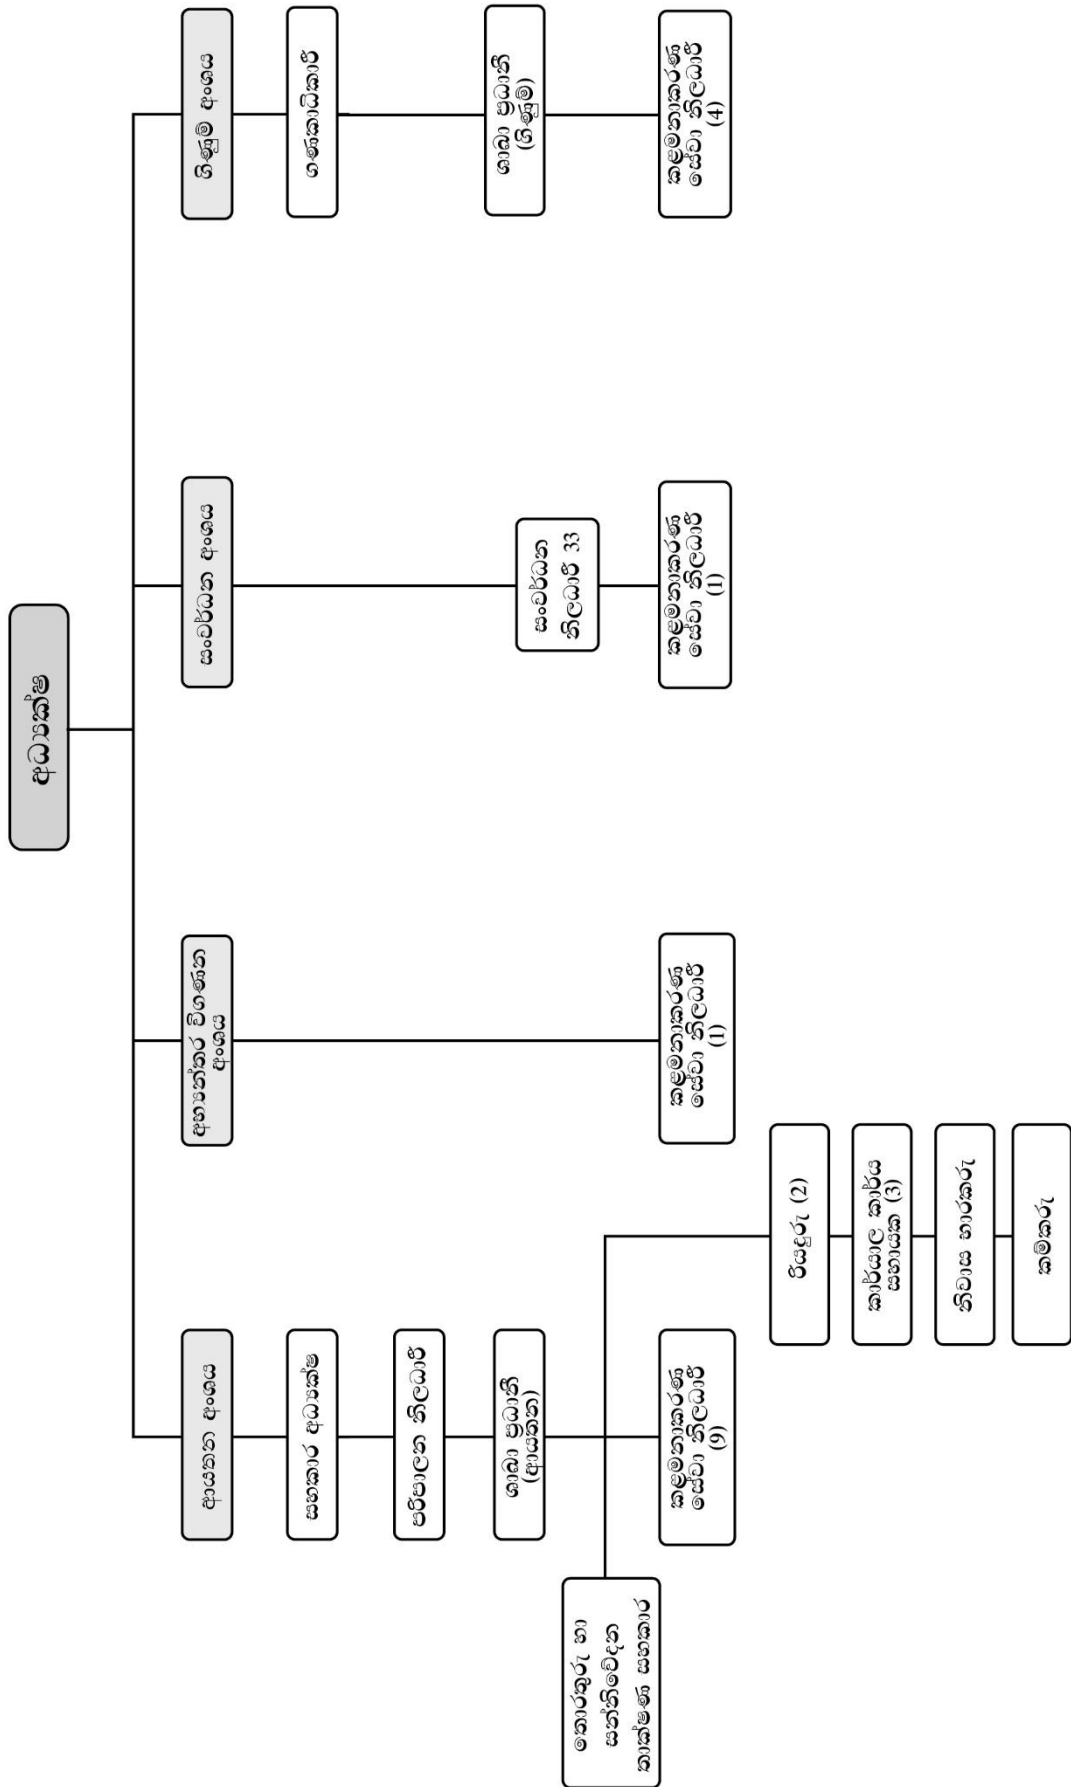 අධ්‍යක්ෂ
ආයතන අංශය
සහකාර අධ්‍යක්ෂ
පරිපාලන නිලධාරී
ශාඛා ප්‍රධානී
(ආයතන)
තොරතුරු හා
සන්නිවේදන
තාක්ෂණ සහකාර
කළමනාකරණ
සේවා නිලධාරී
(9)
රියදුරු (2)
කාර්යාල කාර්ය
සහායක (3)
නිවාස භාරකරු
කම්කරු
අභ්‍යන්තර විගණන
අංශය
කළමනාකරණ
සේවා නිලධාරී
(1)
සංවර්ධන අංශය
සංවර්ධන
නිලධාරී 33
කළමනාකරණ
සේවා නිලධාරී
(1)
ගිණුම් අංශය
ගණකාධිකාරී
ශාඛා ප්‍රධානී
(ගිණුම්)
කළමනාකරණ
සේවා නිලධාරී
(4)